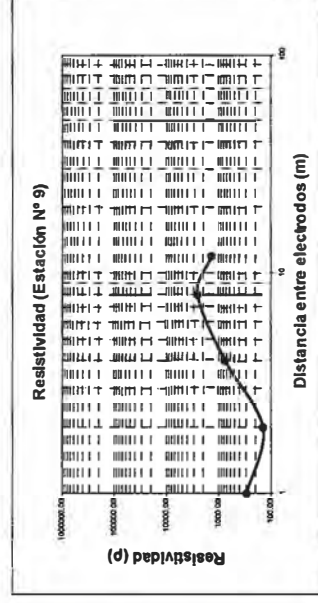 Resistividad (Estación Nº 9)
Resistividad (ρ)
1000000.00
100000.00
10000.00
1000.00
100.00
1
10
100
Distancia entre electrodos (m)